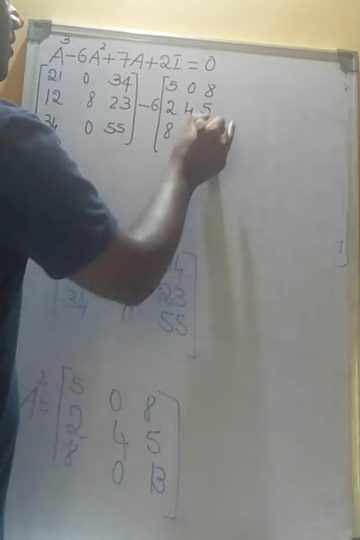 A³-6A²+7A+2I=0
21 0 34 5 0 8
12 8 23 -6 2 4 5
34 0 55 8
4
23
34 0 55
A²= 5 0 8
2 4 5
8 0 13